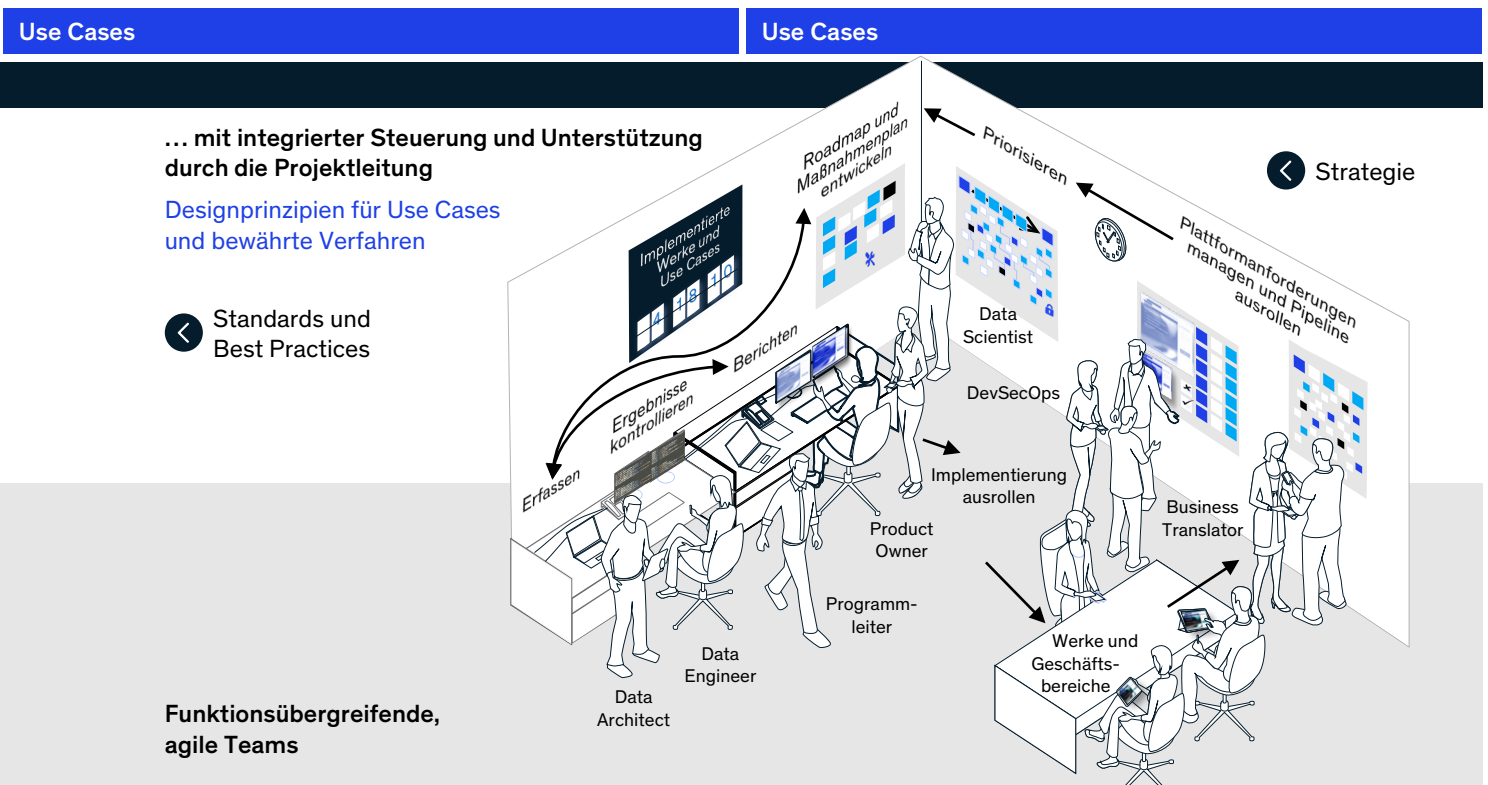 Use Cases
Use Cases
… mit integrierter Steuerung und Unterstützung
durch die Projektleitung
Designprinzipien für Use Cases
und bewährte Verfahren
Standards und
Best Practices
Strategie
Implementierte
Werke und
Use Cases
4 18 10
Roadmap und
Maßnahmenplan
entwickeln
Priorisieren
Plattformanforderungen
managen und Pipeline
ausrollen
Erfassen
Ergebnisse
kontrollieren
Berichten
Data
Scientist
DevSecOps
Implementierung
ausrollen
Product
Owner
Business
Translator
Programm-
leiter
Werke und
Geschäfts-
bereiche
Data
Engineer
Data
Architect
Funktionsübergreifende,
agile Teams